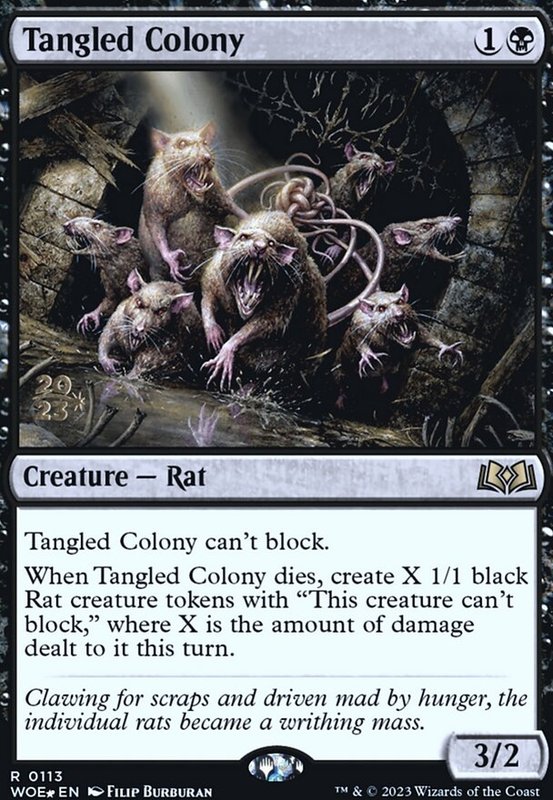 Tangled Colony 1
20
23
Creature — Rat
Tangled Colony can't block.
When Tangled Colony dies, create X 1/1 black
Rat creature tokens with “This creature can't
block,” where X is the amount of damage
dealt to it this turn.
Clawing for scraps and driven mad by hunger, the
individual rats became a writhing mass.
3/2
R 0113
WOE★EN Filip Burburan ™ & © 2023 Wizards of the Coast